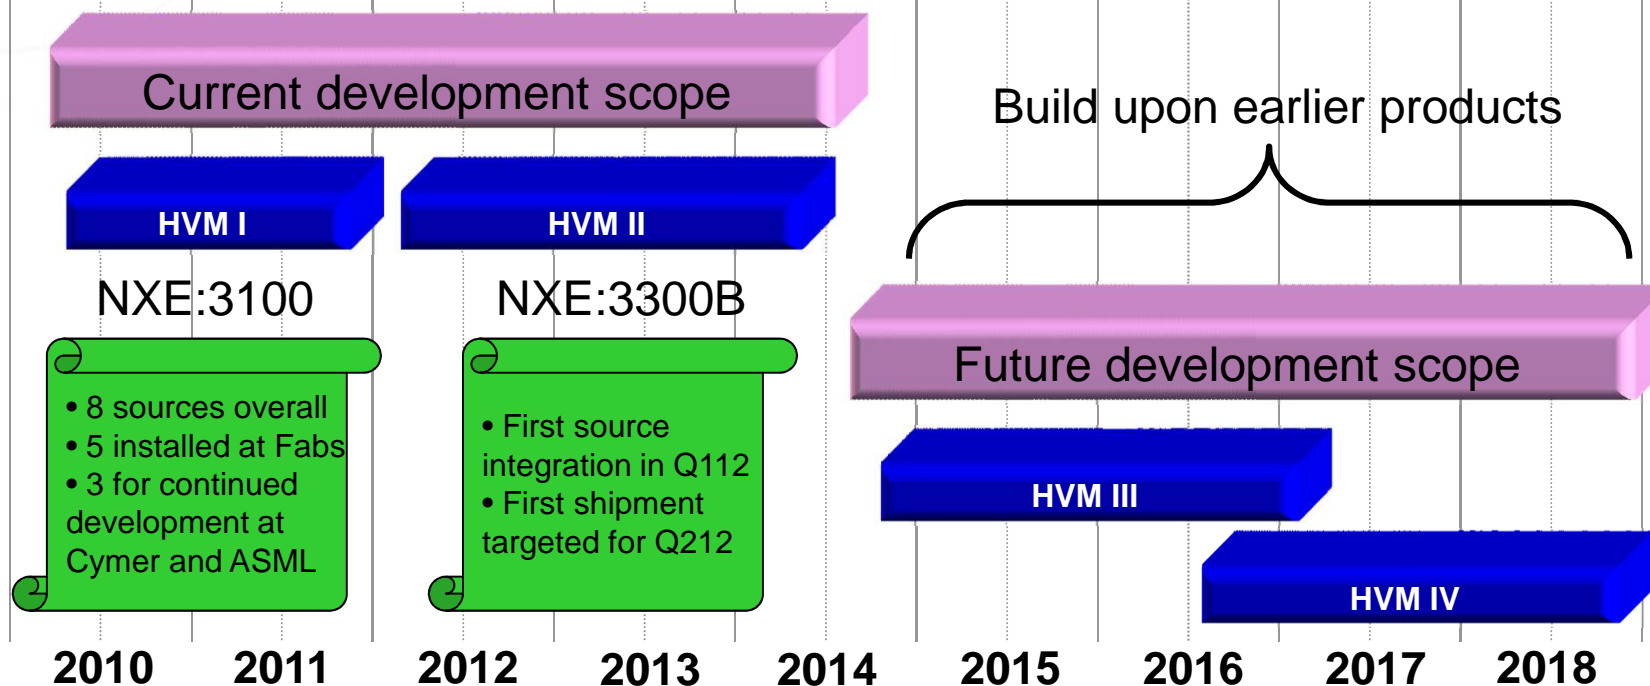 Current development scope
Build upon earlier products
HVM I
HVM II
NXE:3100
NXE:3300B
• 8 sources overall
• 5 installed at Fabs
• 3 for continued
development at
Cymer and ASML
• First source
integration in Q112
• First shipment
targeted for Q212
Future development scope
HVM III
HVM IV
2010 2011 2012 2013 2014 2015 2016 2017 2018